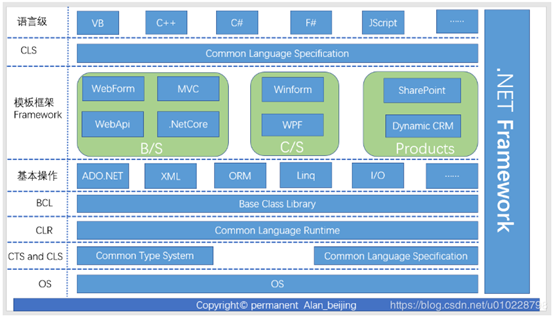 语言级 VB C++ C# F# JScript ......
CLS Common Language Specification
模板框架
Framework
WebForm MVC Winform SharePoint
WebApi .NetCore WPF Dynamic CRM
B/S C/S Products
基本操作 ADO.NET XML ORM Linq I/O ......
BCL Base Class Library
CLR Common Language Runtime
CTS and CLS Common Type System Common Language Specification
OS OS
.NET Framework
Copyright© permanent Alan_beijing
https://blog.csdn.net/u010228798